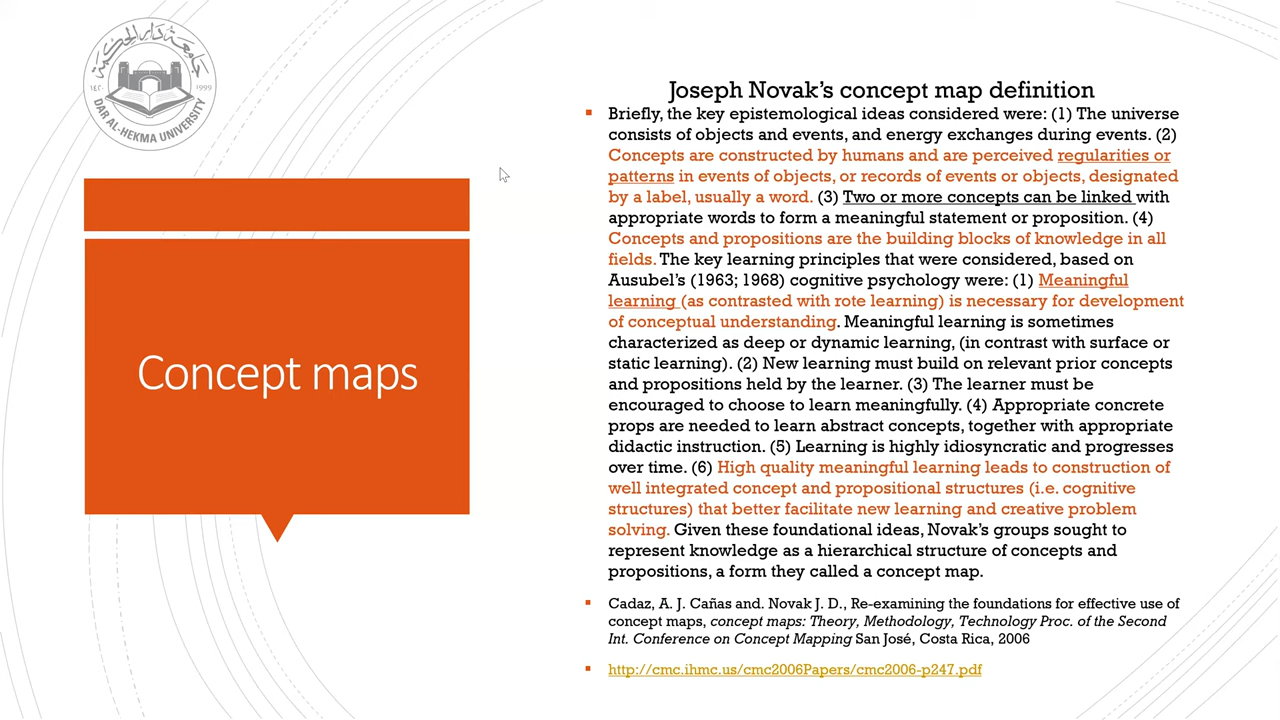 جامعة دار الحكمة
١٤٢٠
1999
DAR AL-HEKMA UNIVERSITY
Concept maps
Joseph Novak’s concept map definition
Briefly, the key epistemological ideas considered were: (1) The universe
consists of objects and events, and energy exchanges during events. (2)
Concepts are constructed by humans and are perceived regularities or
patterns in events of objects, or records of events or objects, designated
by a label, usually a word. (3) Two or more concepts can be linked with
appropriate words to form a meaningful statement or proposition. (4)
Concepts and propositions are the building blocks of knowledge in all
fields. The key learning principles that were considered, based on
Ausubel’s (1963; 1968) cognitive psychology were: (1) Meaningful
learning (as contrasted with rote learning) is necessary for development
of conceptual understanding. Meaningful learning is sometimes
characterized as deep or dynamic learning, (in contrast with surface or
static learning). (2) New learning must build on relevant prior concepts
and propositions held by the learner. (3) The learner must be
encouraged to choose to learn meaningfully. (4) Appropriate concrete
props are needed to learn abstract concepts, together with appropriate
didactic instruction. (5) Learning is highly idiosyncratic and progresses
over time. (6) High quality meaningful learning leads to construction of
well integrated concept and propositional structures (i.e. cognitive
structures) that better facilitate new learning and creative problem
solving. Given these foundational ideas, Novak’s groups sought to
represent knowledge as a hierarchical structure of concepts and
propositions, a form they called a concept map.
Cadaz, A. J. Cañas and. Novak J. D., Re-examining the foundations for effective use of
concept maps, concept maps: Theory, Methodology, Technology Proc. of the Second
Int. Conference on Concept Mapping San José, Costa Rica, 2006
http://cmc.ihmc.us/cmc2006Papers/cmc2006-p247.pdf